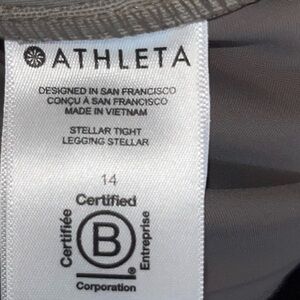 ATHLETA
DESIGNED IN SAN FRANCISCO
CONÇU À SAN FRANCISCO
MADE IN VIETNAM
STELLAR TIGHT
LEGGING STELLAR
14
Certified
Certifiée
B
Entreprise
®
Corporation